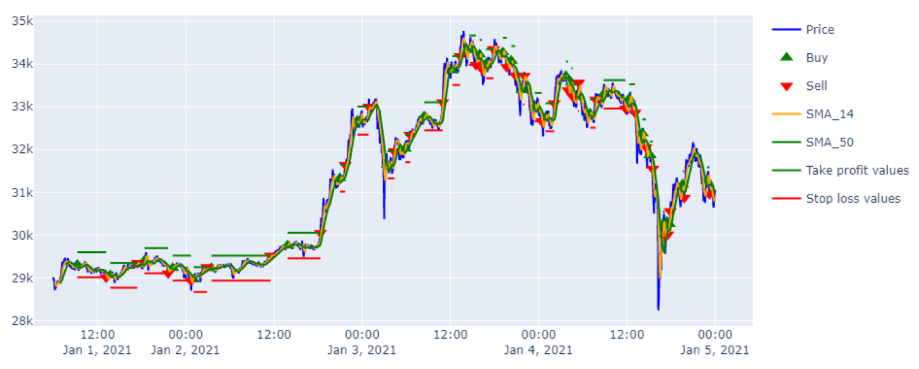 35k
34k
33k
32k
31k
30k
29k
28k
12:00
Jan 1, 2021
00:00
Jan 2, 2021
12:00
00:00
Jan 3, 2021
12:00
00:00
Jan 4, 2021
12:00
00:00
Jan 5, 2021
Price
Buy
Sell
SMA_14
SMA_50
Take profit values
Stop loss values